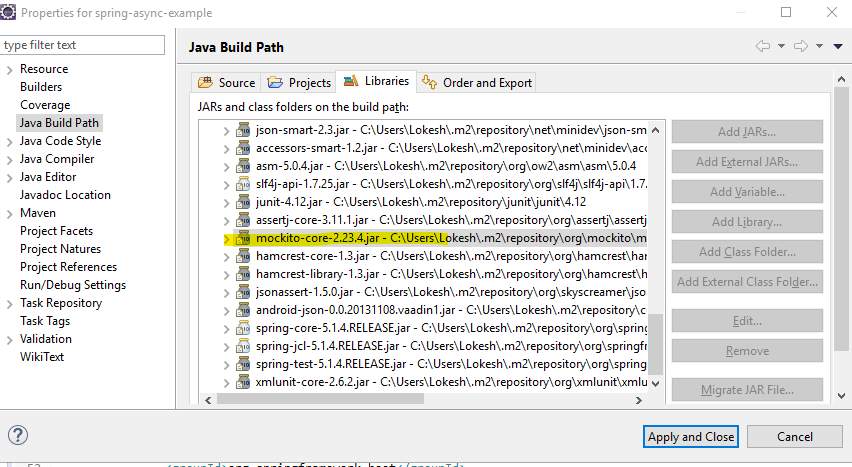 Properties for spring-async-example
type filter text
Resource
Builders
Coverage
Java Build Path
Java Code Style
Java Compiler
Java Editor
Javadoc Location
Maven
Project Facets
Project Natures
Project References
Run/Debug Settings
Task Repository
Task Tags
Validation
WikiText
Java Build Path
Source
Projects
Libraries
Order and Export
JARs and class folders on the build path:
json-smart-2.3.jar - C:\Users\Lokesh\.m2\repository\net\minidev\json-sm
accessors-smart-1.2.jar - C:\Users\Lokesh\.m2\repository\net\minidev\acc
asm-5.0.4.jar - C:\Users\Lokesh\.m2\repository\org\ow2\asm\asm\5.0.4
slf4j-api-1.7.25.jar - C:\Users\Lokesh\.m2\repository\org\slf4j\slf4j-api\1.7.
junit-4.12.jar - C:\Users\Lokesh\.m2\repository\junit\junit\4.12
assertj-core-3.11.1.jar - C:\Users\Lokesh\.m2\repository\org\assertj\assertj
mockito-core-2.23.4.jar - C:\Users\Lokesh\.m2\repository\org\mockito\m
hamcrest-core-1.3.jar - C:\Users\Lokesh\.m2\repository\org\hamcrest\har
hamcrest-library-1.3.jar - C:\Users\Lokesh\.m2\repository\org\hamcrest\h
jsonassert-1.5.0.jar - C:\Users\Lokesh\.m2\repository\org\skyscreamer\jso
android-json-0.0.20131108.vaadin1.jar - C:\Users\Lokesh\.m2\repository\c
spring-core-5.1.4.RELEASE.jar - C:\Users\Lokesh\.m2\repository\org\spring
spring-jcl-5.1.4.RELEASE.jar - C:\Users\Lokesh\.m2\repository\org\springfr
spring-test-5.1.4.RELEASE.jar - C:\Users\Lokesh\.m2\repository\org\spring
xmlunit-core-2.6.2.jar - C:\Users\Lokesh\.m2\repository\org\xmlunit\xmlu
Add JARs...
Add External JARs...
Add Variable...
Add Library...
Add Class Folder...
Add External Class Folder...
Edit...
Remove
Migrate JAR File...
Apply and Close
Cancel